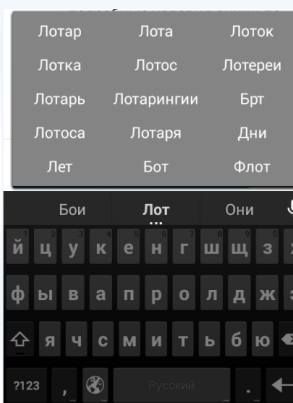 Лотар Лота Лоток
Лотка Лотос Лотереи
Лотарь Лотарингии Брт
Лотоса Лотаря Дни
Лет Бот Флот
Бои Лот Они
й ц у к е н г ш щ з
ф ы в а п р о л д ж
я ч с м и т ь б ю
?123 , Русский .